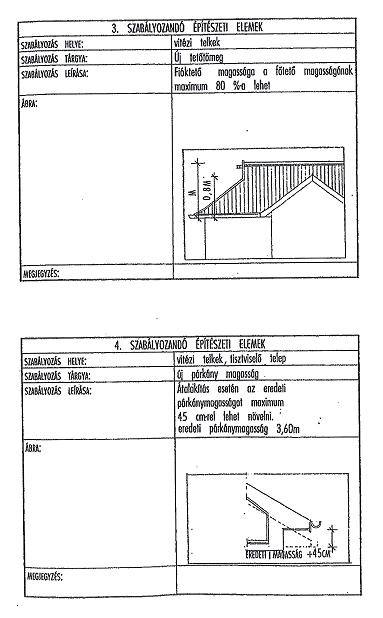 3. SZABÁLYOZANDÓ ÉPÍTÉSZETI ELEMEK
SZABÁLYOZÁS HELYE: vitézi telkek
SZABÁLYOZÁS TÁRGYA: Új tetőtömeg
SZABÁLYOZÁS LEÍRÁSA: Fióktető magassága a főtető magasságának
maximum 80 %-a lehet
ÁBRA:
M
0,8M
MEGJEGYZÉS:
4. SZABÁLYOZANDÓ ÉPÍTÉSZETI ELEMEK
SZABÁLYOZÁS HELYE: vitézi telkek, tisztviselő telep
SZABÁLYOZÁS TÁRGYA: új párkány magasság
SZABÁLYOZÁS LEÍRÁSA: Átalakítás esetén az eredeti
párkánymagasságot maximum
45 cm-rel lehet növelni.
eredeti párkánymagasság 3,60m
ÁBRA:
EREDETI MAGASSÁG +45CM
MEGJEGYZÉS: